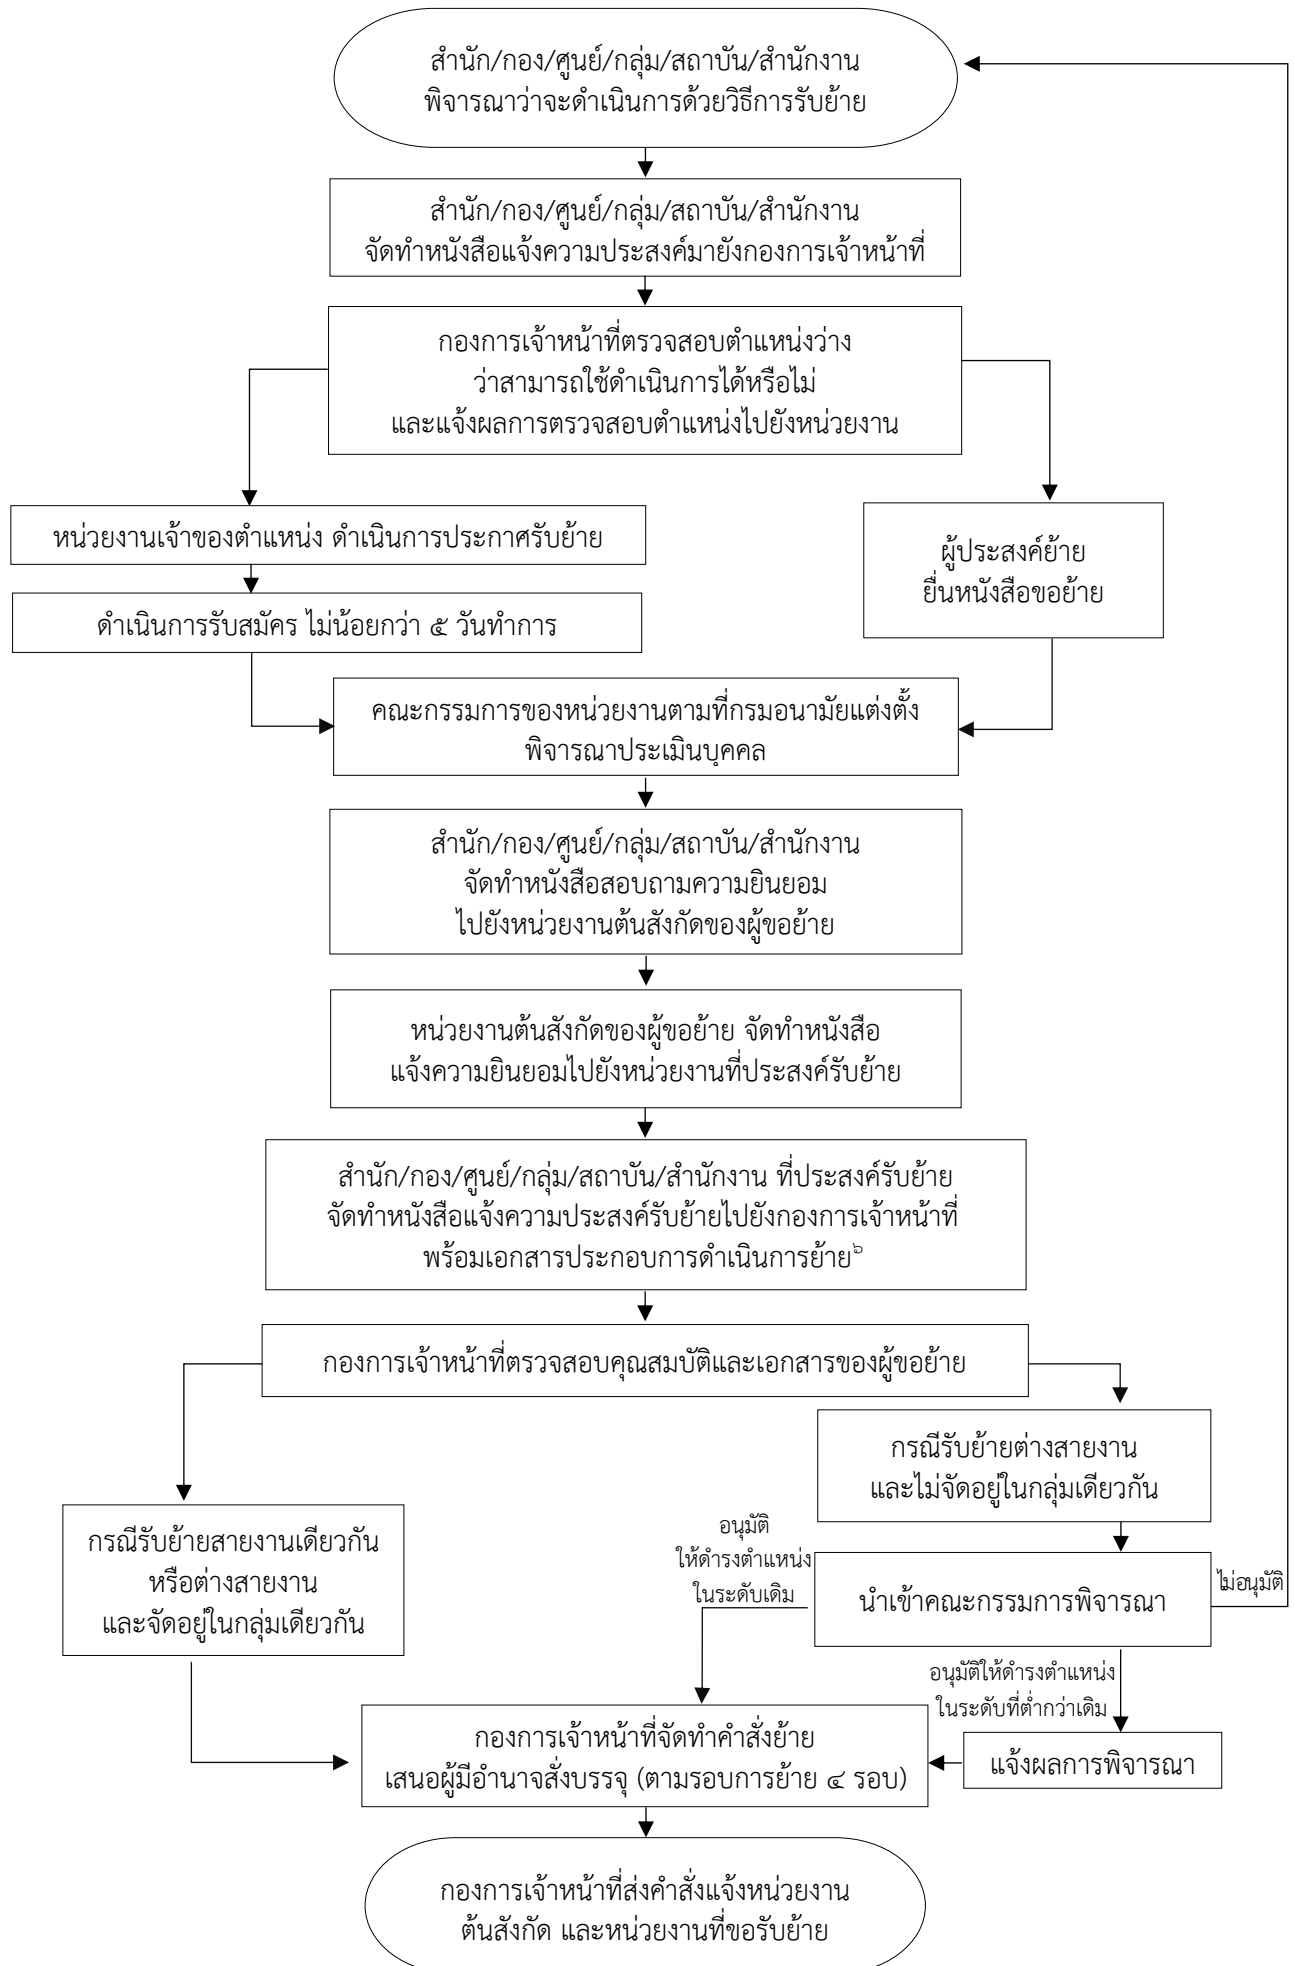 สำนัก/กอง/ศูนย์/กลุ่ม/สถาบัน/สำนักงาน
พิจารณาว่าจะดำเนินการด้วยวิธีการรับย้าย
สำนัก/กอง/ศูนย์/กลุ่ม/สถาบัน/สำนักงาน
จัดทำหนังสือแจ้งความประสงค์มายังกองการเจ้าหน้าที่
กองการเจ้าหน้าที่ตรวจสอบตำแหน่งว่าง
ว่าสามารถใช้ดำเนินการได้หรือไม่
และแจ้งผลการตรวจสอบตำแหน่งไปยังหน่วยงาน
หน่วยงานเจ้าของตำแหน่ง ดำเนินการประกาศรับย้าย
ดำเนินการรับสมัคร ไม่น้อยกว่า ๕ วันทำการ
ผู้ประสงค์ย้าย
ยื่นหนังสือขอย้าย
คณะกรรมการของหน่วยงานตามที่กรมอนามัยแต่งตั้ง
พิจารณาประเมินบุคคล
สำนัก/กอง/ศูนย์/กลุ่ม/สถาบัน/สำนักงาน
จัดทำหนังสือสอบถามความยินยอม
ไปยังหน่วยงานต้นสังกัดของผู้ขอย้าย
หน่วยงานต้นสังกัดของผู้ขอย้าย จัดทำหนังสือ
แจ้งความยินยอมไปยังหน่วยงานที่ประสงค์รับย้าย
สำนัก/กอง/ศูนย์/กลุ่ม/สถาบัน/สำนักงาน ที่ประสงค์รับย้าย
จัดทำหนังสือแจ้งความประสงค์รับย้ายไปยังกองการเจ้าหน้าที่
พร้อมเอกสารประกอบการดำเนินการย้าย๖
กองการเจ้าหน้าที่ตรวจสอบคุณสมบัติและเอกสารของผู้ขอย้าย
กรณีรับย้ายต่างสายงาน
และไม่จัดอยู่ในกลุ่มเดียวกัน
กรณีรับย้ายสายงานเดียวกัน
หรือต่างสายงาน
และจัดอยู่ในกลุ่มเดียวกัน
อนุมัติ
ให้ดำรงตำแหน่ง
ในระดับเดิม
นำเข้าคณะกรรมการพิจารณา
ไม่อนุมัติ
อนุมัติให้ดำรงตำแหน่ง
ในระดับที่ต่ำกว่าเดิม
แจ้งผลการพิจารณา
กองการเจ้าหน้าที่จัดทำคำสั่งย้าย
เสนอผู้มีอำนาจสั่งบรรจุ (ตามรอบการย้าย ๔ รอบ)
กองการเจ้าหน้าที่ส่งคำสั่งแจ้งหน่วยงาน
ต้นสังกัด และหน่วยงานที่ขอรับย้าย